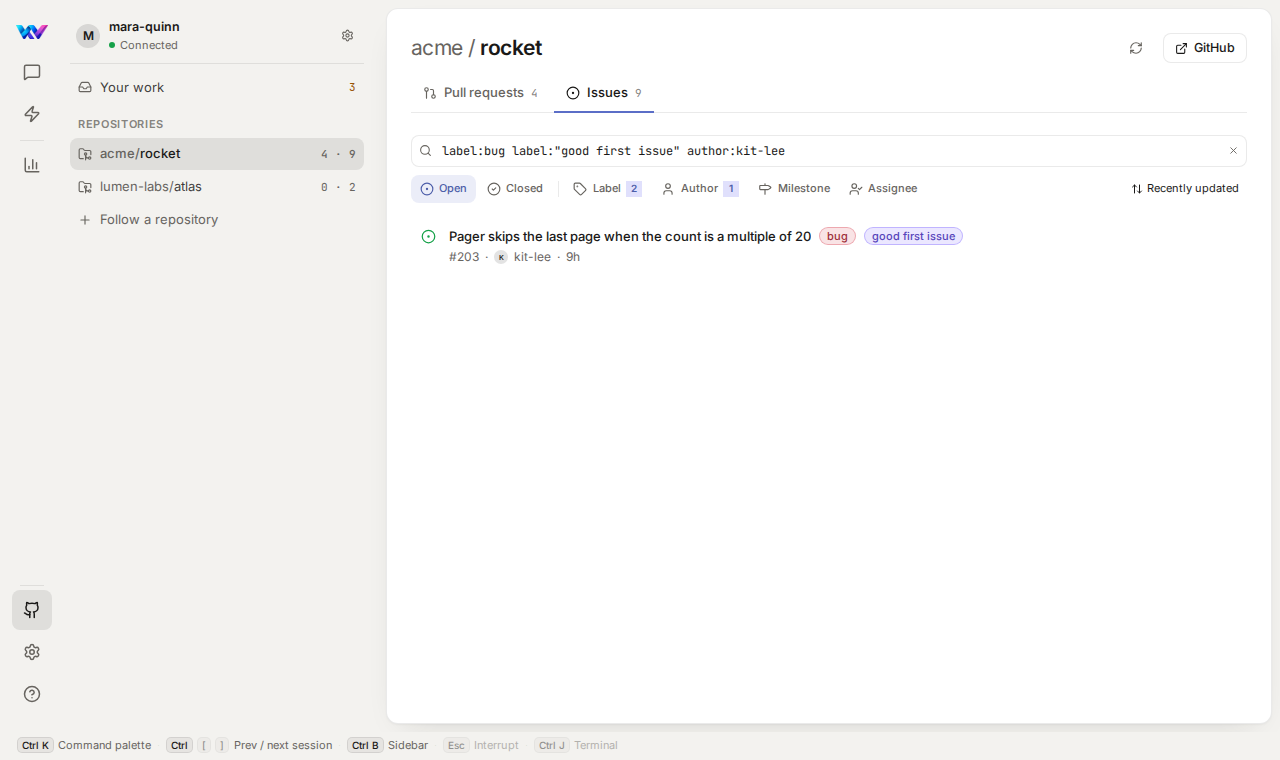 M
mara-quinn
Connected
Your work 3
REPOSITORIES
acme/rocket 4 · 9
lumen-labs/atlas 0 · 2
Follow a repository
acme / rocket
GitHub
Pull requests 4
Issues 9
label:bug label:"good first issue" author:kit-lee
Open
Closed
Label 2
Author 1
Milestone
Assignee
Recently updated
Pager skips the last page when the count is a multiple of 20 bug good first issue
#203 · K kit-lee · 9h
Ctrl K Command palette Ctrl [ ] Prev / next session Ctrl B Sidebar Esc Interrupt Ctrl J Terminal